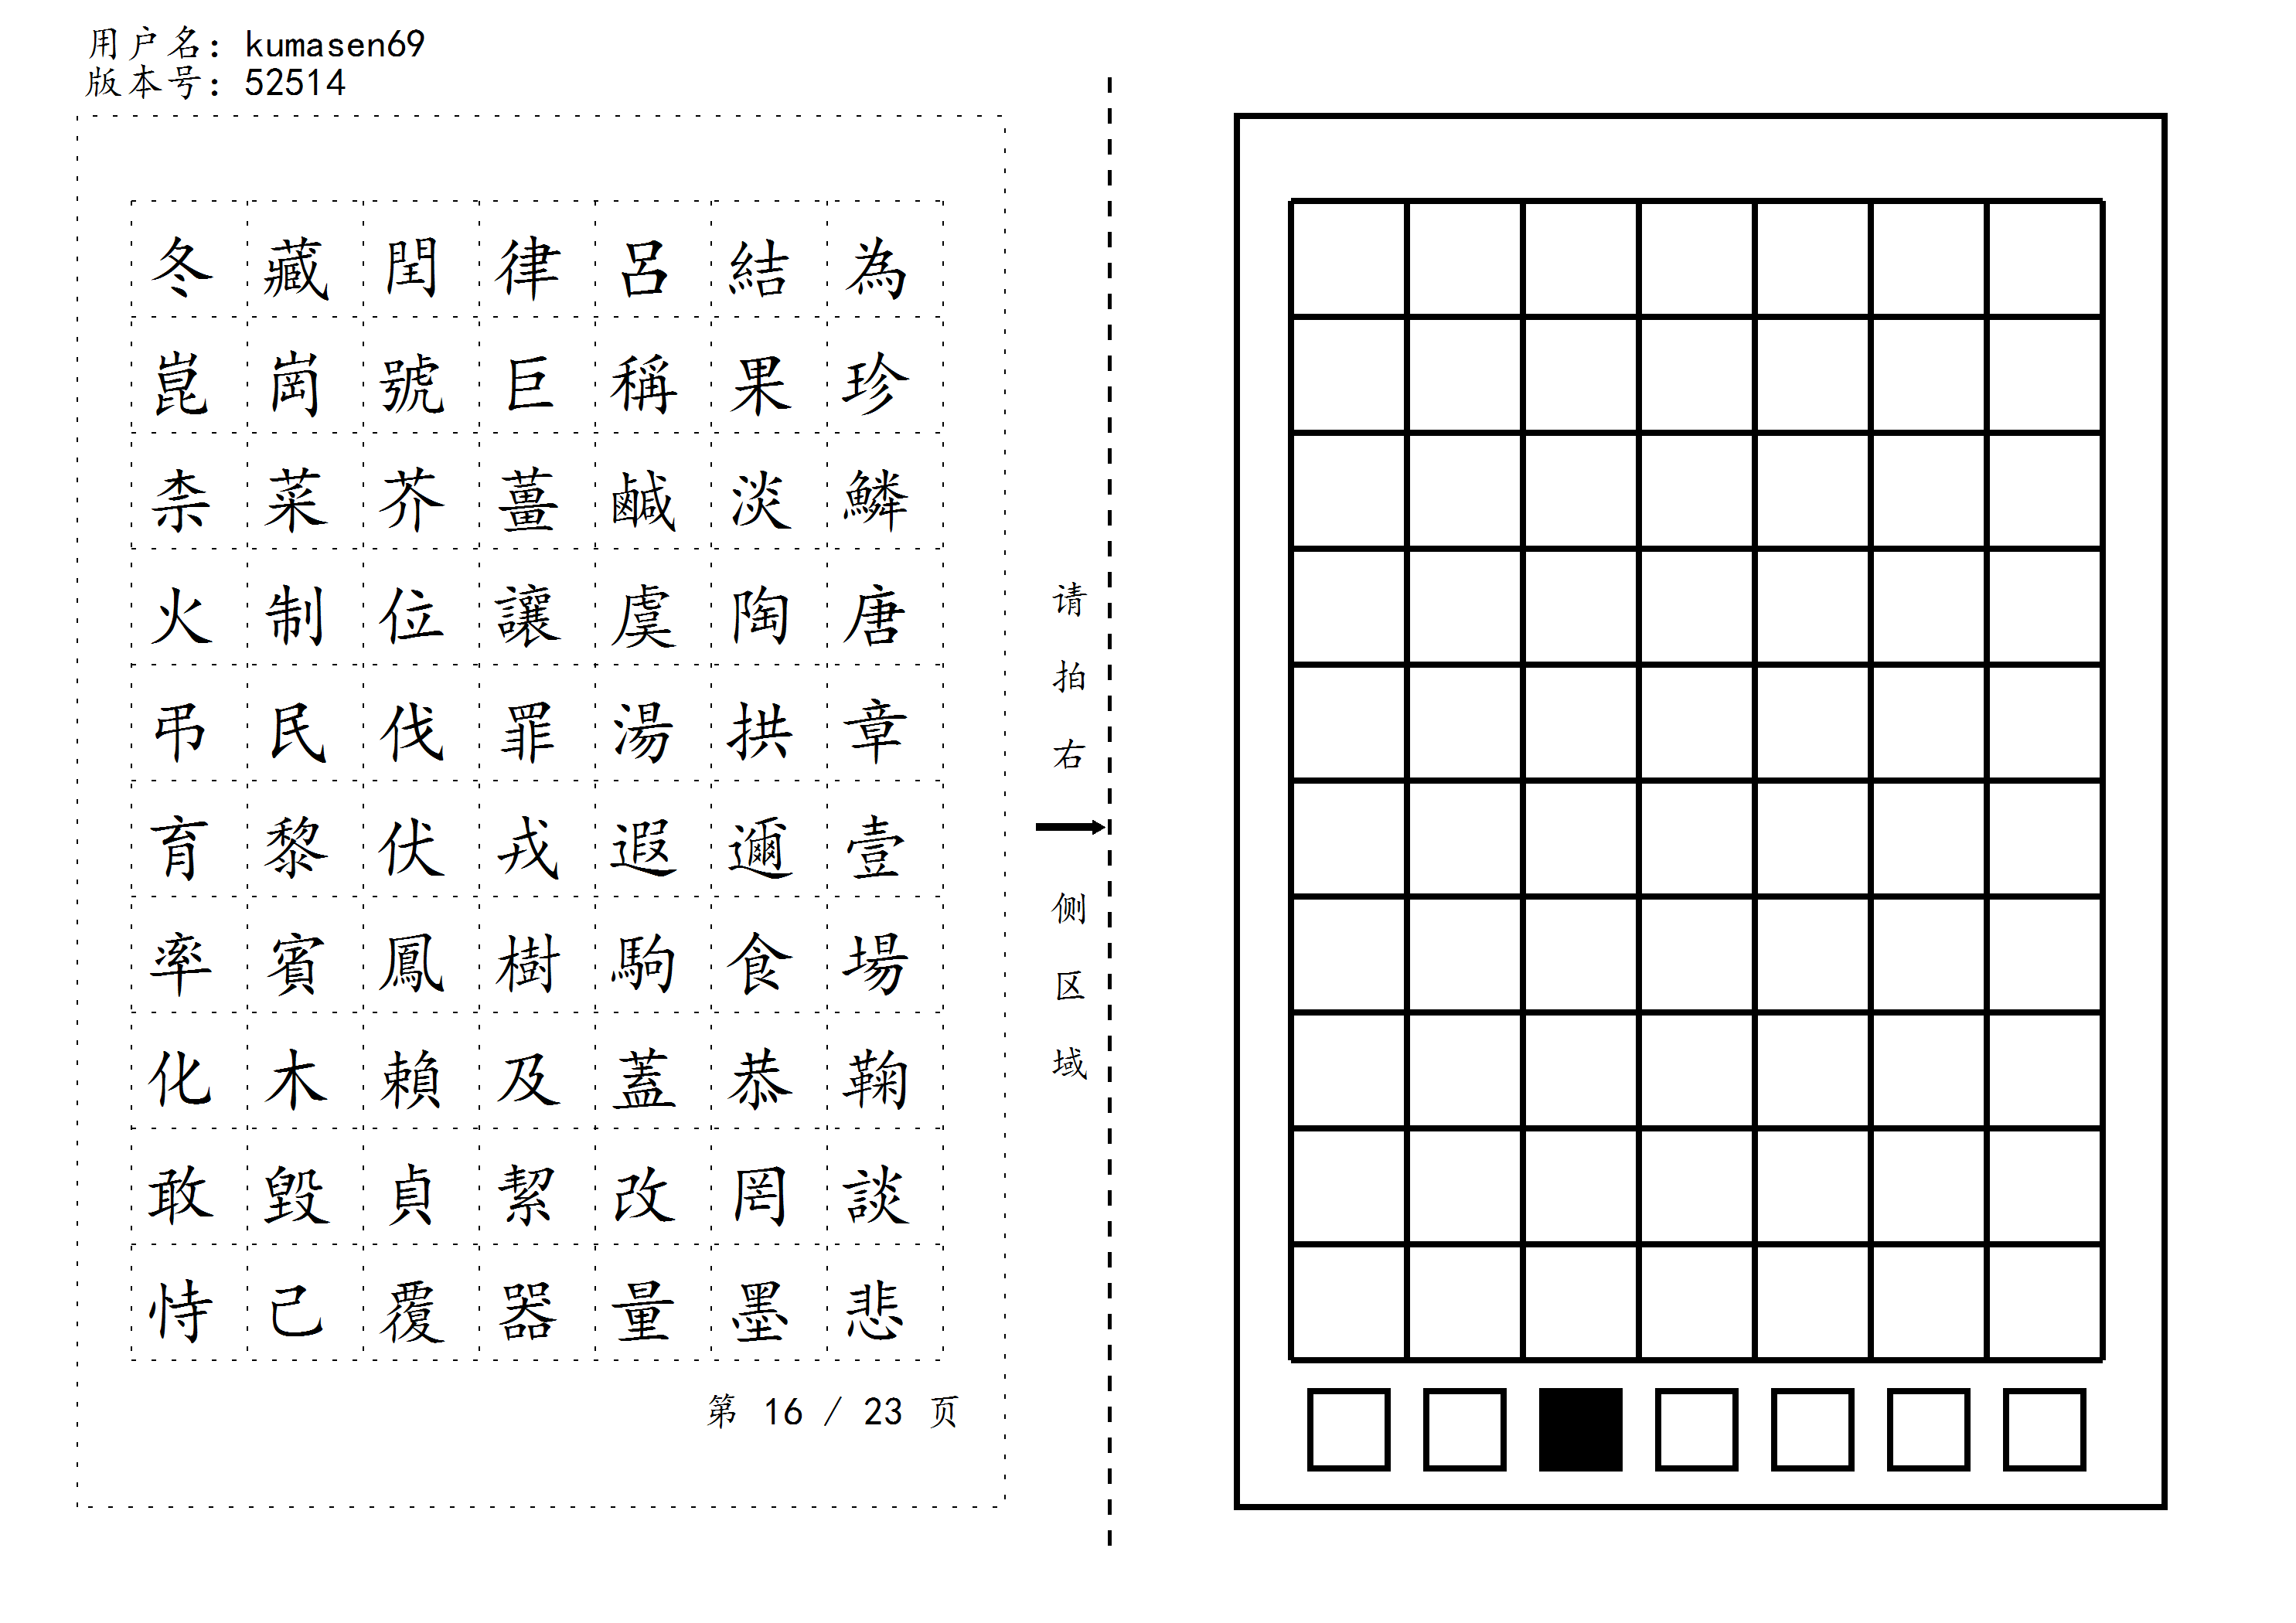 用户名: kumasen69
版本号: 52514
冬藏閏律呂結為
崑崗號巨稱果珍
柰菜芥薑鹹淡鱗
火制位讓虞陶唐
弔民伐罪湯拱章
育黎伏戎遐邇壹
率賓鳳樹駒食場
化木賴及蓋恭鞠
敢毀貞絜改罔談
恃己覆器量墨悲
第 16 / 23 页
请拍右侧区域